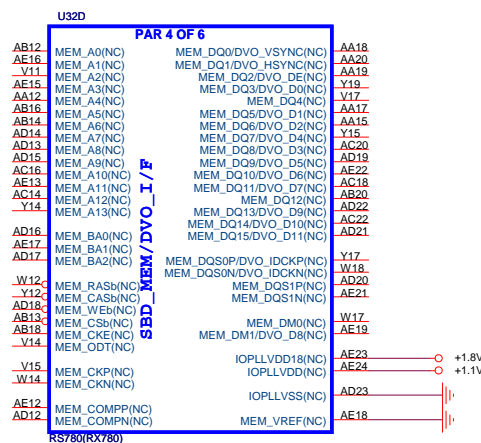 U32D
PAR 4 OF 6
AB12 MEM_A0(NC) MEM_DQ0/DVO_VSYNC(NC) AA18
AE16 MEM_A1(NC) MEM_DQ1/DVO_HSYNC(NC) AA20
V11 MEM_A2(NC) MEM_DQ2/DVO_DE(NC) AA19
AE15 MEM_A3(NC) MEM_DQ3/DVO_D0(NC) Y19
AA12 MEM_A4(NC) MEM_DQ4(NC) V17
AB16 MEM_A5(NC) MEM_DQ5/DVO_D1(NC) AA17
AB14 MEM_A6(NC) MEM_DQ6/DVO_D2(NC) AA15
AD14 MEM_A7(NC) MEM_DQ7/DVO_D4(NC) Y15
AD13 MEM_A8(NC) MEM_DQ8/DVO_D3(NC) AC20
AD15 MEM_A9(NC) MEM_DQ9/DVO_D5(NC) AD19
AC16 MEM_A10(NC) MEM_DQ10/DVO_D6(NC) AE22
AE13 MEM_A11(NC) MEM_DQ11/DVO_D7(NC) AC18
AC14 MEM_A12(NC) MEM_DQ12(NC) AB20
Y14 MEM_A13(NC) MEM_DQ13/DVO_D9(NC) AD22
MEM_DQ14/DVO_D10(NC) AC22
AD16 MEM_BA0(NC) MEM_DQ15/DVO_D11(NC) AD21
AE17 MEM_BA1(NC)
AD17 MEM_BA2(NC) MEM_DQS0P/DVO_IDCKP(NC) Y17
MEM_DQS0N/DVO_IDCKN(NC) W18
W12 MEM_RASb(NC) MEM_DQS1P(NC) AD20
Y12 MEM_CASb(NC) MEM_DQS1N(NC) AE21
AD18 MEM_WEb(NC)
AB13 MEM_CSb(NC) MEM_DM0(NC) W17
AB18 MEM_CKE(NC) MEM_DM1/DVO_D8(NC) AE19
V14 MEM_ODT(NC)
SBD_MEM/DVO_I/F
IOPLLVDD18(NC) AE23 +1.8V
V15 MEM_CKP(NC) IOPLLVDD(NC) AE24 +1.1V
W14 MEM_CKN(NC)
IOPLLVSS(NC) AD23
AE12 MEM_COMPP(NC)
AD12 MEM_COMPN(NC) MEM_VREF(NC) AE18
RS780(RX780)